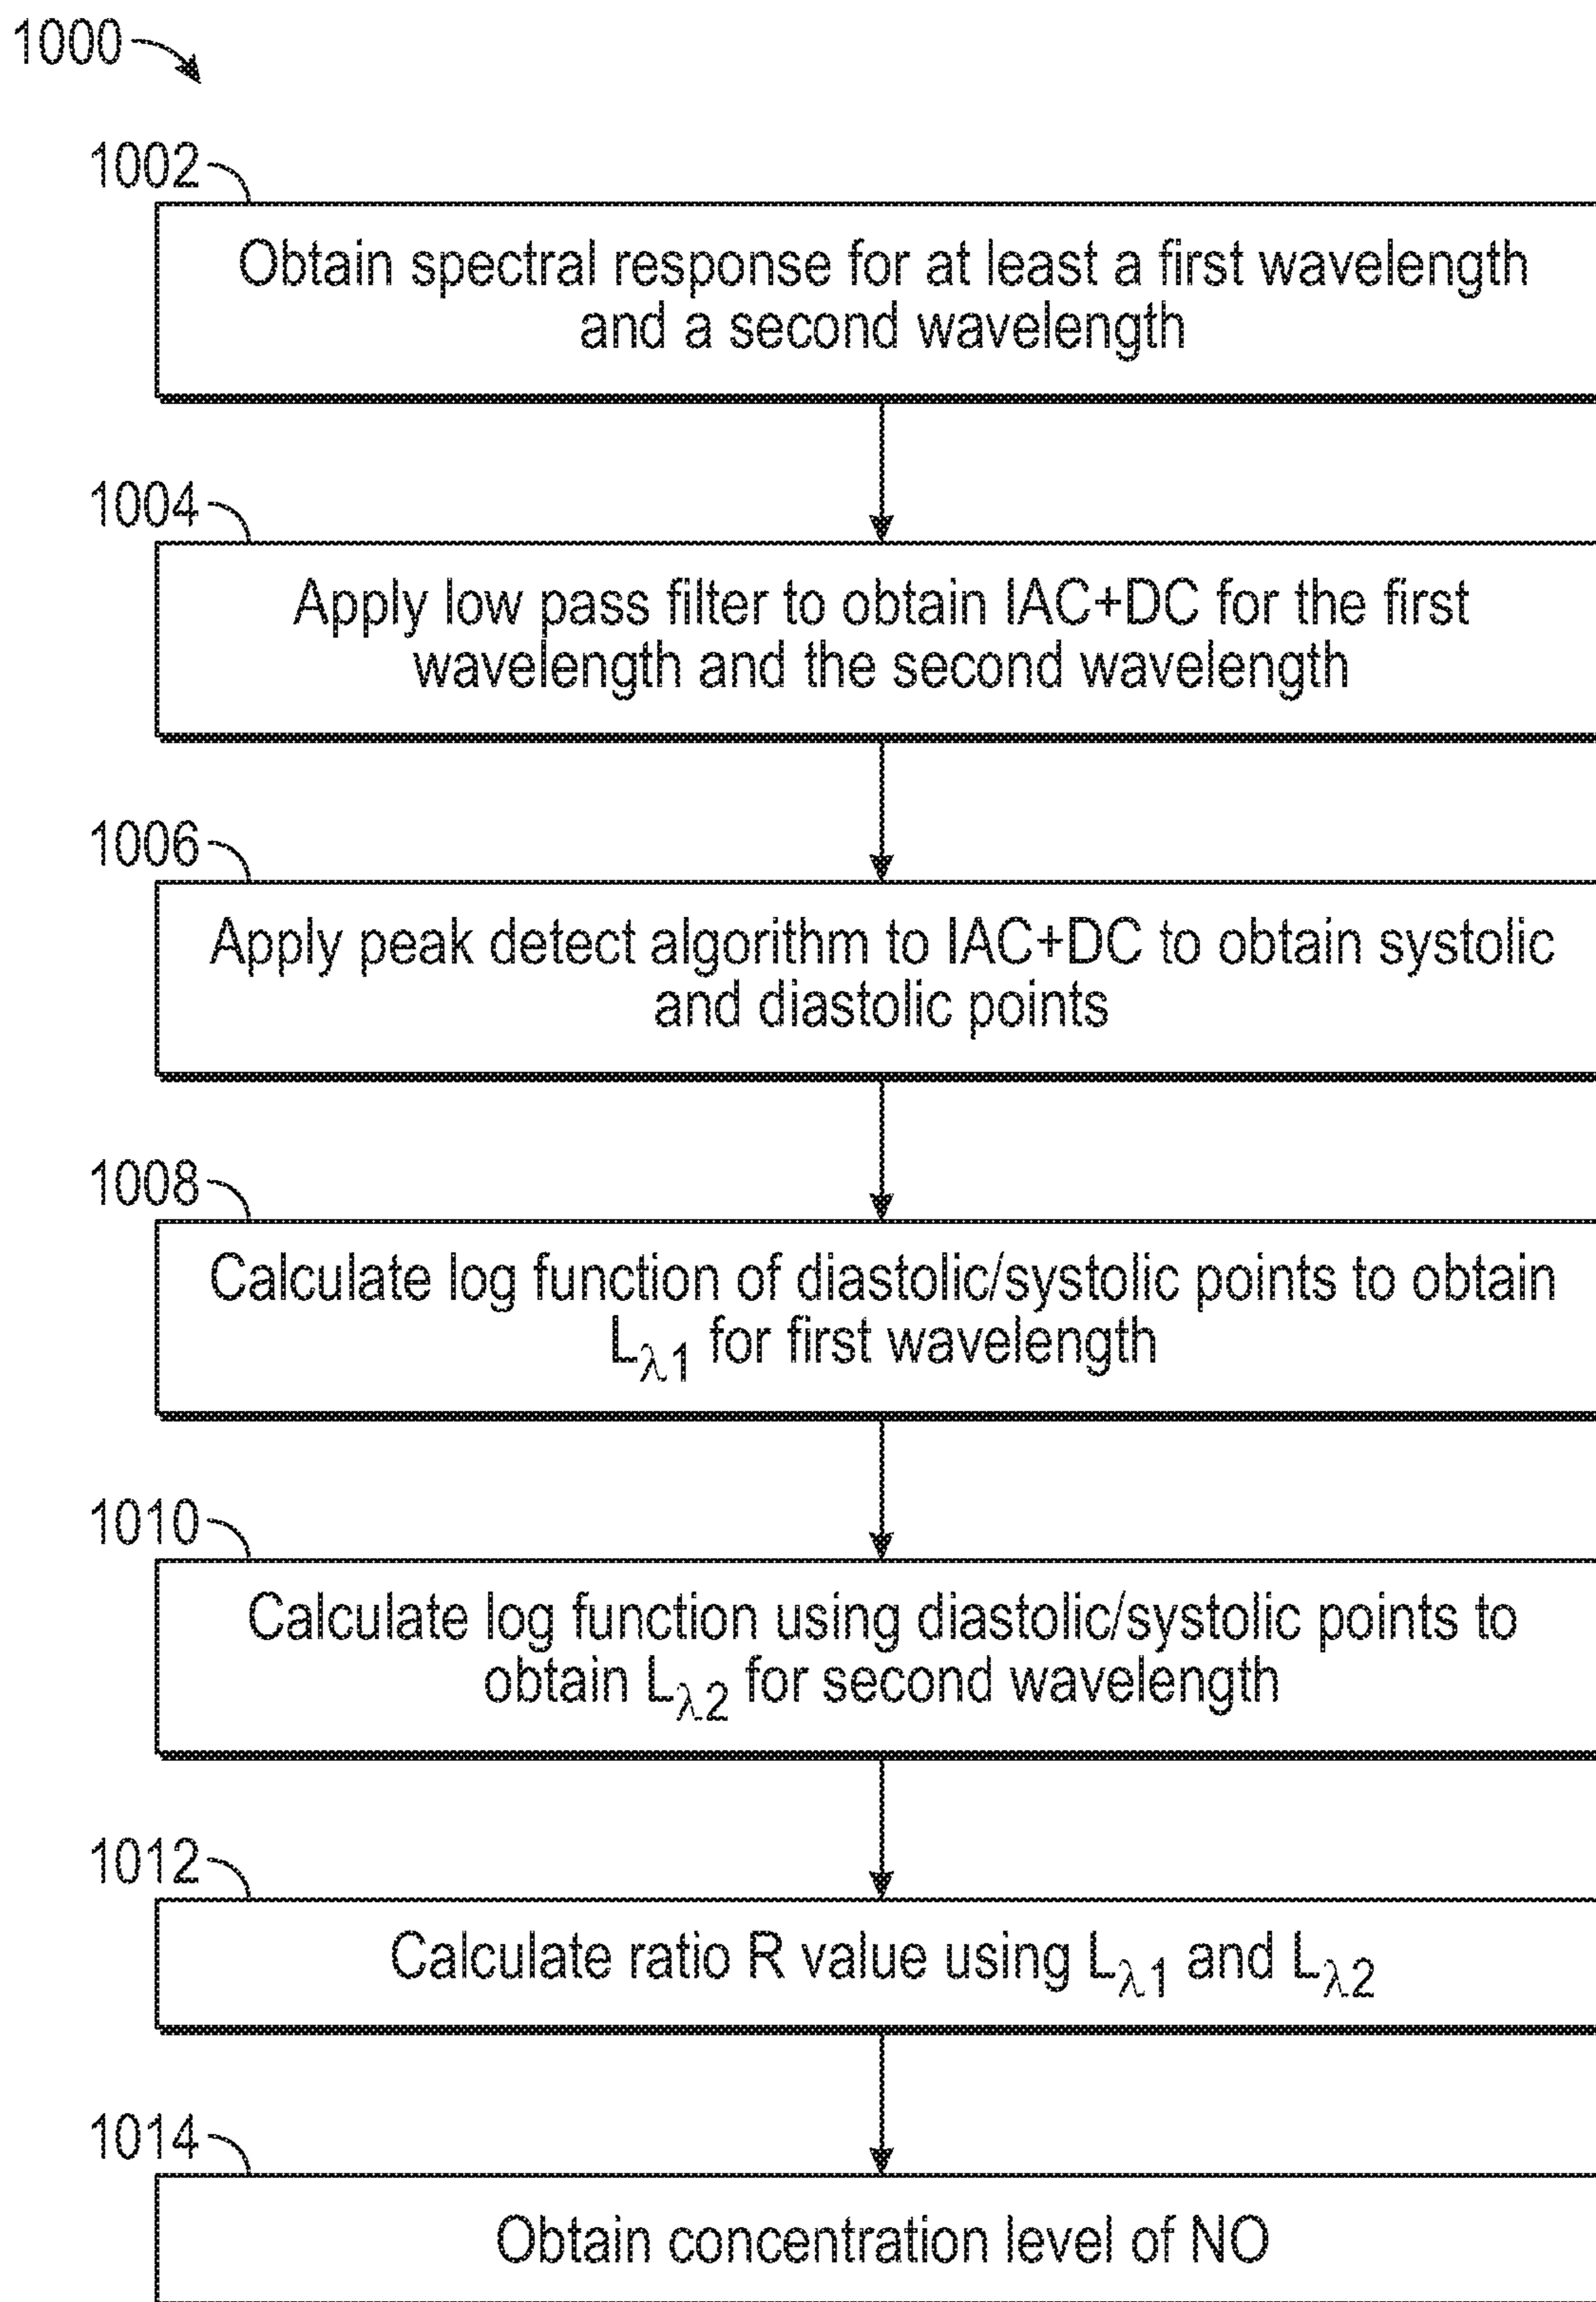 1000
1002
Obtain spectral response for at least a first wavelength
and a second wavelength
1004
Apply low pass filter to obtain IAC+DC for the first
wavelength and the second wavelength
1006
Apply peak detect algorithm to IAC+DC to obtain systolic
and diastolic points
1008
Calculate log function of diastolic/systolic points to obtain
Lλ1 for first wavelength
1010
Calculate log function using diastolic/systolic points to
obtain Lλ2 for second wavelength
1012
Calculate ratio R value using Lλ1 and Lλ2
1014
Obtain concentration level of NO